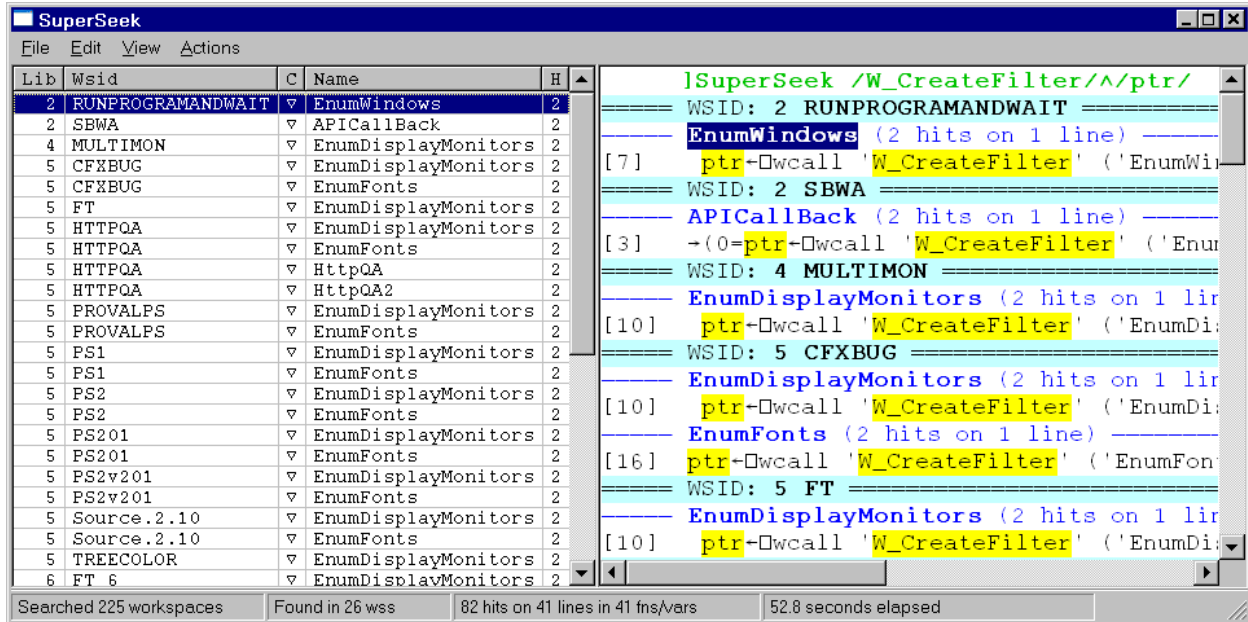 SuperSeek
File Edit View Actions
Lib Wsid C Name H
2 RUNPROGRAMANDWAIT ∇ EnumWindows 2
2 SBWA ∇ APICallBack 2
4 MULTIMON ∇ EnumDisplayMonitors 2
5 CFXBUG ∇ EnumDisplayMonitors 2
5 CFXBUG ∇ EnumFonts 2
5 FT ∇ EnumDisplayMonitors 2
5 HTTPQA ∇ EnumDisplayMonitors 2
5 HTTPQA ∇ EnumFonts 2
5 HTTPQA ∇ HttpQA 2
5 HTTPQA ∇ HttpQA2 2
5 PROVALPS ∇ EnumDisplayMonitors 2
5 PROVALPS ∇ EnumFonts 2
5 PS1 ∇ EnumDisplayMonitors 2
5 PS1 ∇ EnumFonts 2
5 PS2 ∇ EnumDisplayMonitors 2
5 PS2 ∇ EnumFonts 2
5 PS201 ∇ EnumDisplayMonitors 2
5 PS201 ∇ EnumFonts 2
5 PS2v201 ∇ EnumDisplayMonitors 2
5 PS2v201 ∇ EnumFonts 2
5 Source.2.10 ∇ EnumDisplayMonitors 2
5 Source.2.10 ∇ EnumFonts 2
5 TREECOLOR ∇ EnumDisplayMonitors 2
6 FT_6 ∇ EnumDisplayMonitors 2
]SuperSeek /W_CreateFilter/^/ptr/
===== WSID: 2 RUNPROGRAMANDWAIT ==========
————— EnumWindows (2 hits on 1 line) —————
[7] ptr←⎕wcall 'W_CreateFilter' ('EnumWin
===== WSID: 2 SBWA ==========
————— APICallBack (2 hits on 1 line) —————
[3] →(0=ptr←⎕wcall 'W_CreateFilter' ('Enum
===== WSID: 4 MULTIMON ==========
————— EnumDisplayMonitors (2 hits on 1 lin
[10] ptr←⎕wcall 'W_CreateFilter' ('EnumDi
===== WSID: 5 CFXBUG ==========
————— EnumDisplayMonitors (2 hits on 1 lin
[10] ptr←⎕wcall 'W_CreateFilter' ('EnumDi
————— EnumFonts (2 hits on 1 line) —————
[16] ptr←⎕wcall 'W_CreateFilter' ('EnumFon
===== WSID: 5 FT ==========
————— EnumDisplayMonitors (2 hits on 1 lin
[10] ptr←⎕wcall 'W_CreateFilter' ('EnumDi
Searched 225 workspaces Found in 26 wss 82 hits on 41 lines in 41 fns/vars 52.8 seconds elapsed